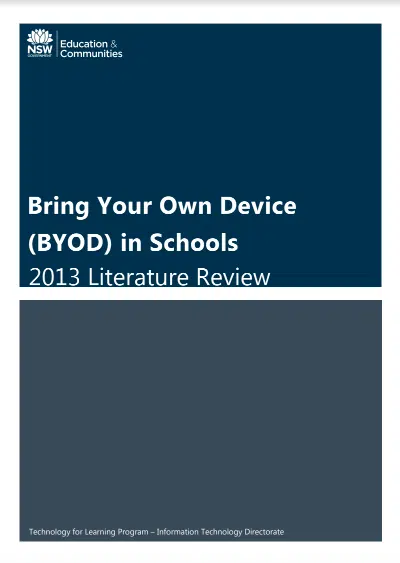 NSW
GOVERNMENT
Education &
Communities
Bring Your Own Device
(BYOD) in Schools
2013 Literature Review
Technology for Learning Program – Information Technology Directorate